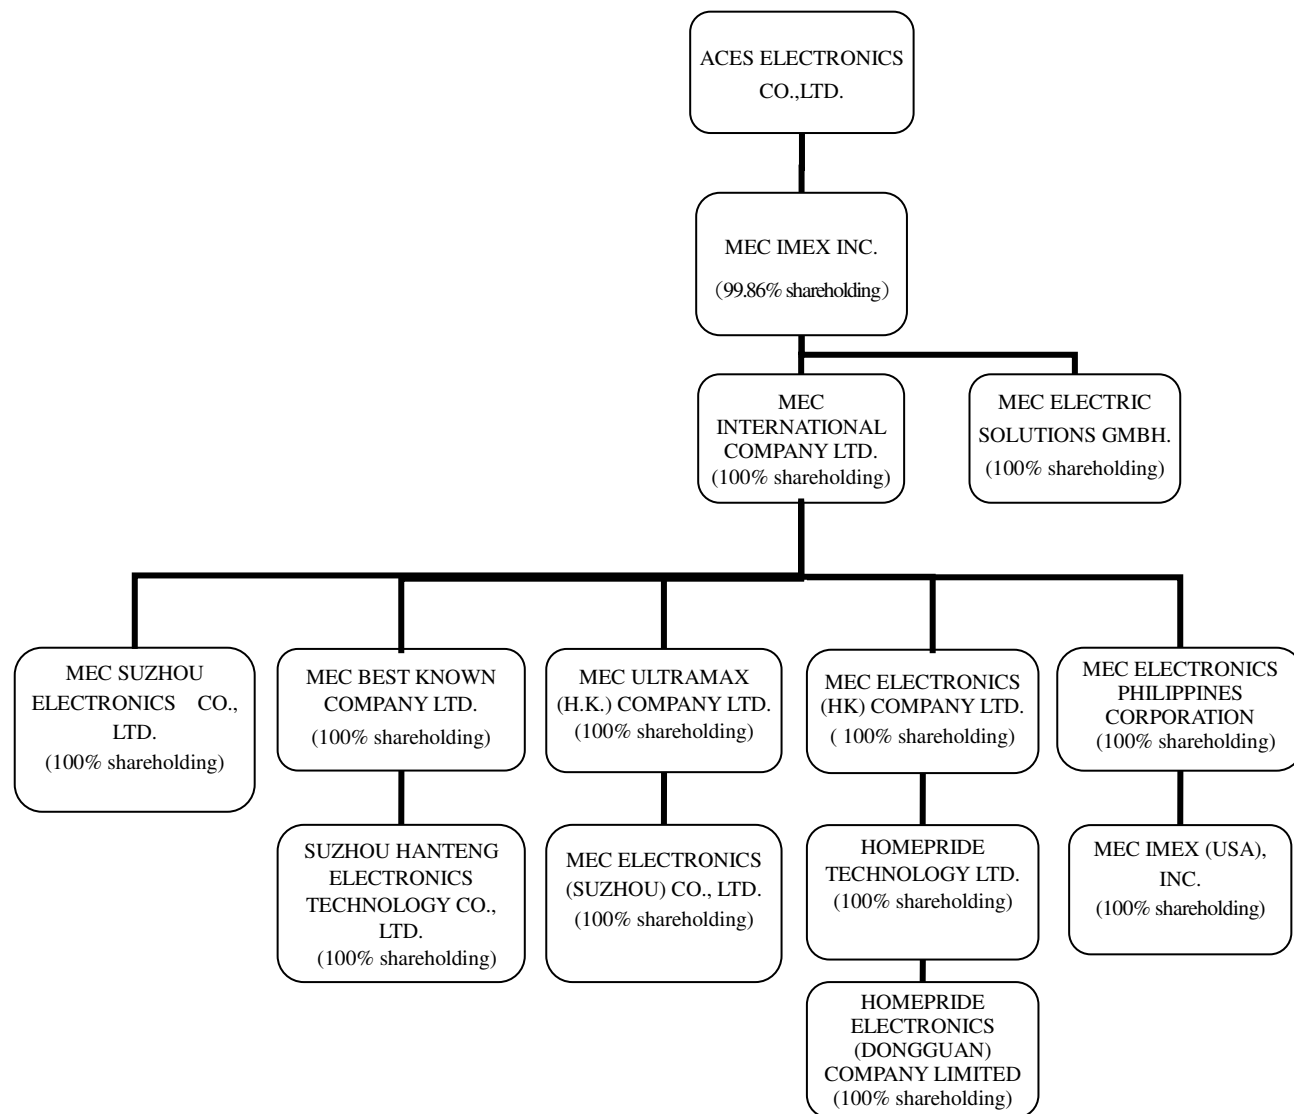 ACES ELECTRONICS
CO.,LTD.
MEC IMEX INC.
(99.86% shareholding)
MEC
INTERNATIONAL
COMPANY LTD.
(100% shareholding)
MEC ELECTRIC
SOLUTIONS GMBH.
(100% shareholding)
MEC SUZHOU
ELECTRONICS CO.,
LTD.
(100% shareholding)
MEC BEST KNOWN
COMPANY LTD.
(100% shareholding)
MEC ULTRAMAX
(H.K.) COMPANY LTD.
(100% shareholding)
MEC ELECTRONICS
(HK) COMPANY LTD.
( 100% shareholding)
MEC ELECTRONICS
PHILIPPINES
CORPORATION
(100% shareholding)
SUZHOU HANTENG
ELECTRONICS
TECHNOLOGY CO.,
LTD.
(100% shareholding)
MEC ELECTRONICS
(SUZHOU) CO., LTD.
(100% shareholding)
HOMEPRIDE
TECHNOLOGY LTD.
(100% shareholding)
MEC IMEX (USA),
INC.
(100% shareholding)
HOMEPRIDE
ELECTRONICS
(DONGGUAN)
COMPANY LIMITED
(100% shareholding)